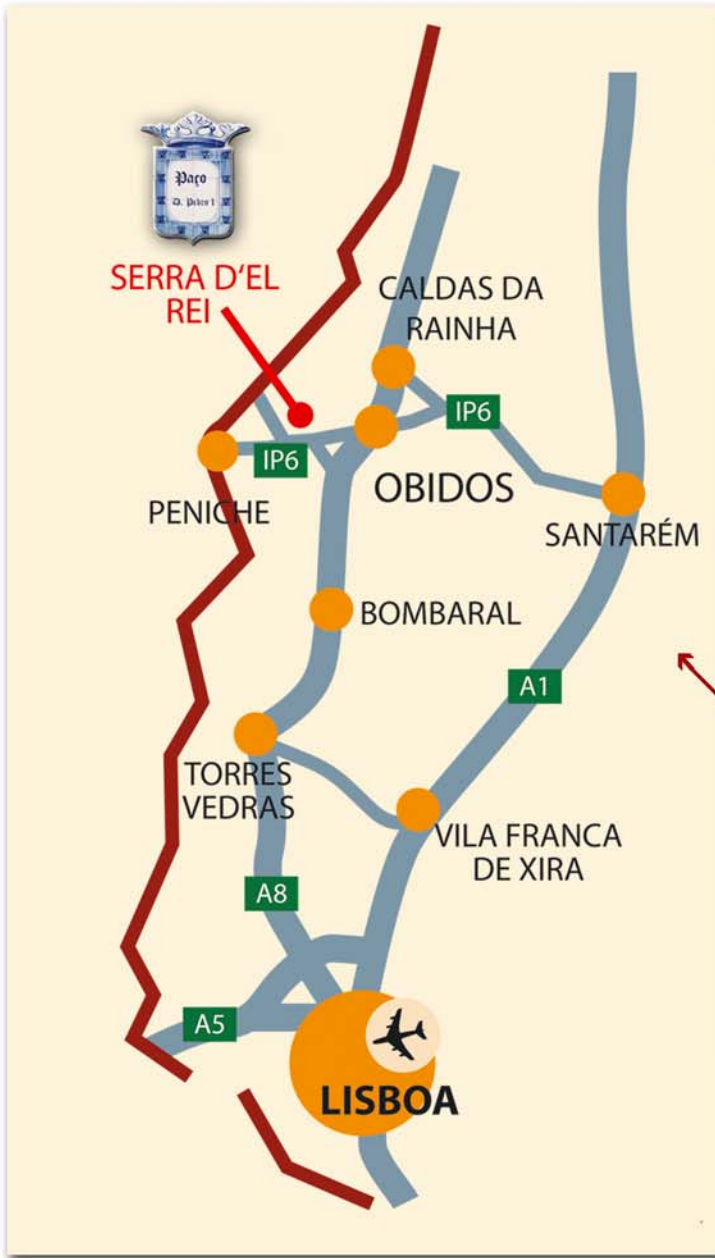 Paço
D. Pedro I
SERRA D'EL
REI
CALDAS DA
RAINHA
IP6
IP6
OBIDOS
PENICHE
SANTARÉM
BOMBARAL
A1
TORRES
VEDRAS
VILA FRANCA
DE XIRA
A8
A5
LISBOA